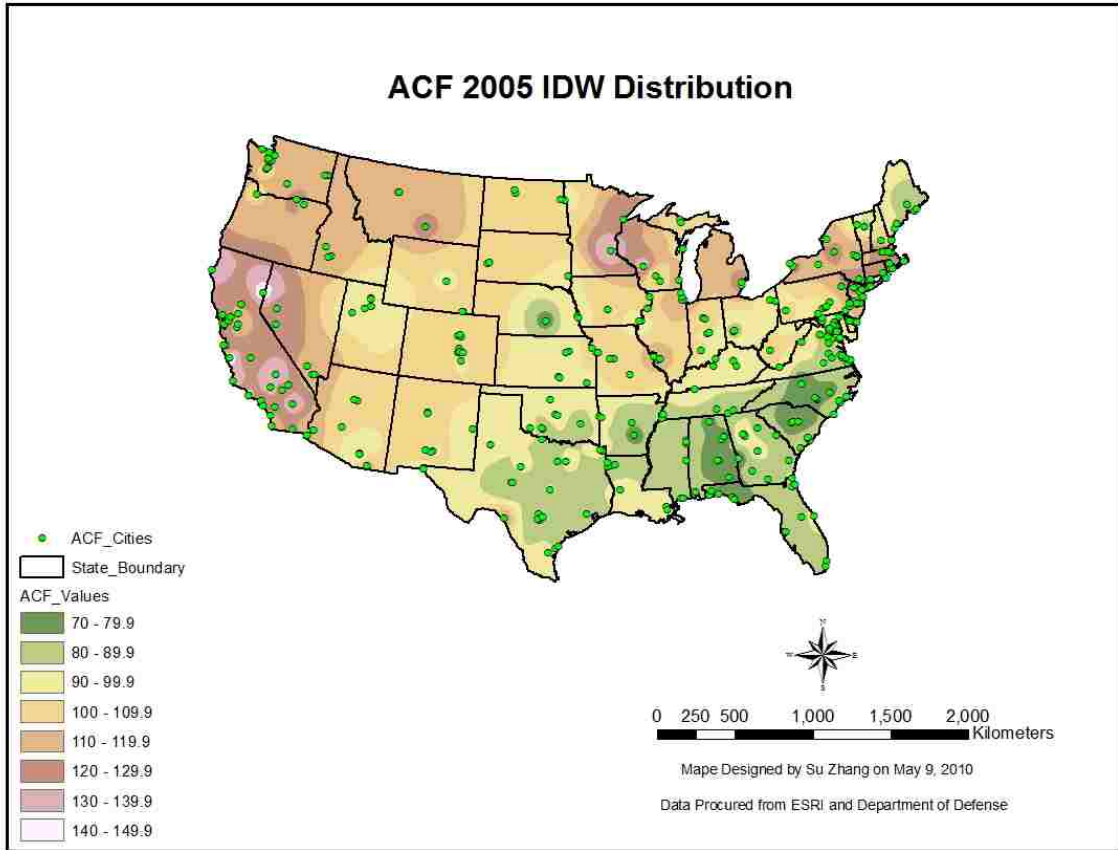 ACF 2005 IDW Distribution
ACF_Cities
State_Boundary
ACF_Values
70 - 79.9
80 - 89.9
90 - 99.9
100 - 109.9
110 - 119.9
120 - 129.9
130 - 139.9
140 - 149.9
N
W E
S
0 250 500 1,000 1,500 2,000
Kilometers
Mape Designed by Su Zhang on May 9, 2010
Data Procured from ESRI and Department of Defense